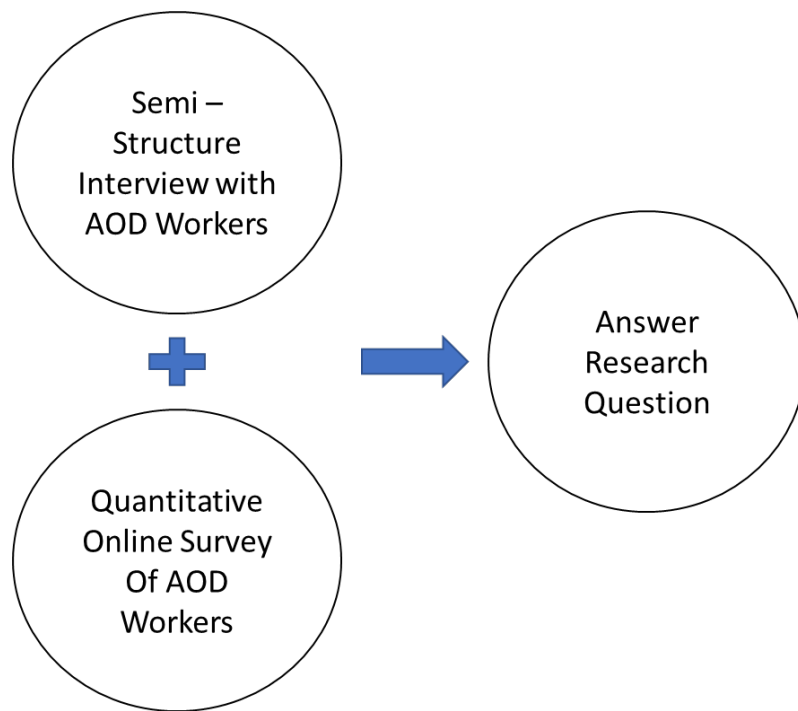 Semi –
Structure
Interview with
AOD Workers
Quantitative
Online Survey
Of AOD
Workers
Answer
Research
Question